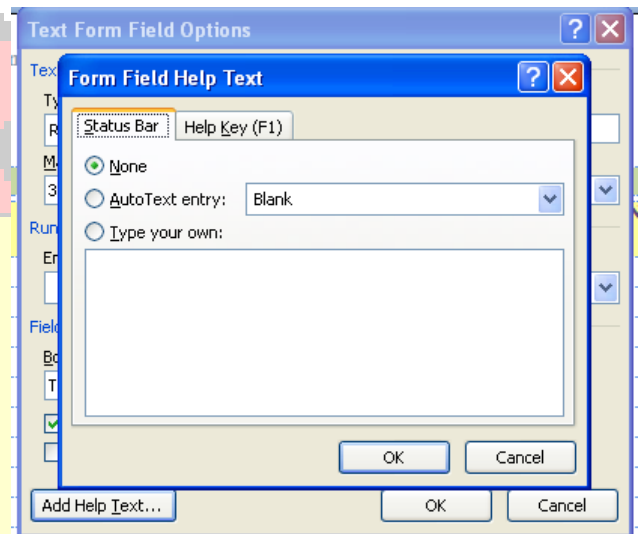 Text Form Field Options
Form Field Help Text
Status Bar
Help Key (F1)
None
AutoText entry:
Blank
Type your own:
OK
Cancel
Add Help Text...
OK
Cancel